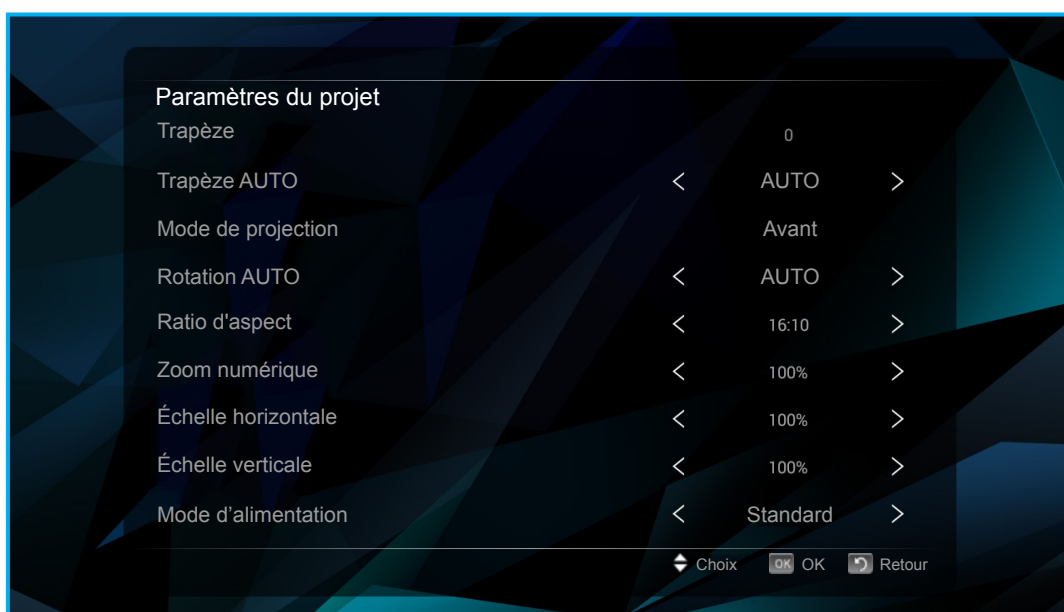 Paramètres du projet
Trapèze 0
Trapèze AUTO < AUTO >
Mode de projection Avant
Rotation AUTO < AUTO >
Ratio d'aspect < 16:10 >
Zoom numérique < 100% >
Échelle horizontale < 100% >
Échelle verticale < 100% >
Mode d’alimentation < Standard >
Choix OK OK Retour